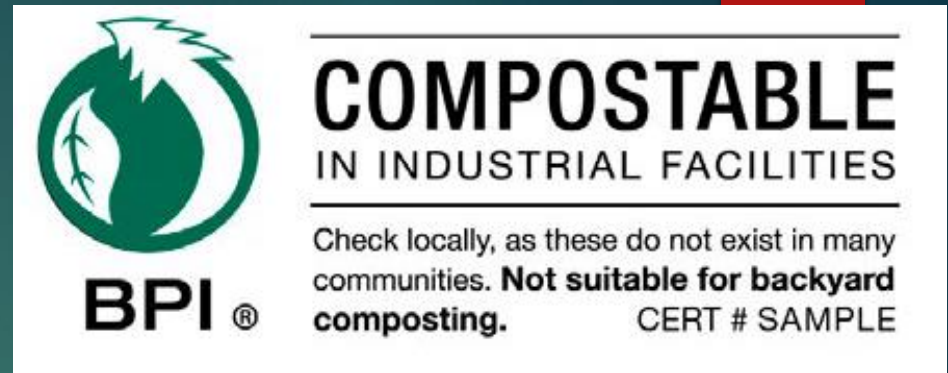 COMPOSTABLE
IN INDUSTRIAL FACILITIES
Check locally, as these do not exist in many
communities. Not suitable for backyard
composting. CERT # SAMPLE
BPI ®